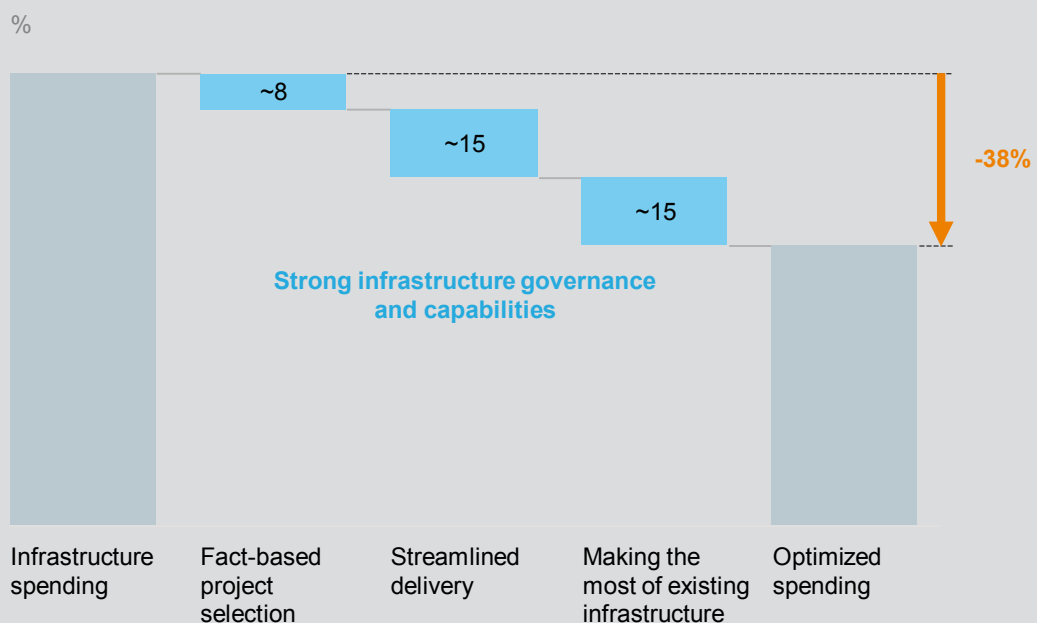 %
~8
~15
~15
-38%
Strong infrastructure governance
and capabilities
Infrastructure
spending
Fact-based
project
selection
Streamlined
delivery
Making the
most of existing
infrastructure
Optimized
spending